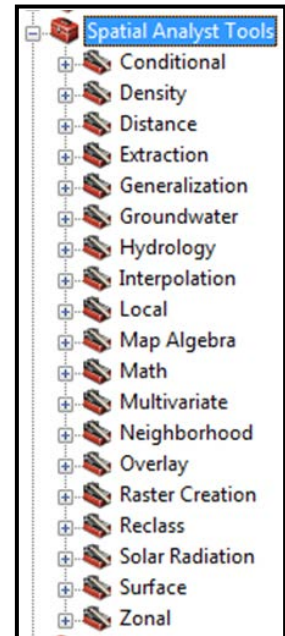 Spatial Analyst Tools
Conditional
Density
Distance
Extraction
Generalization
Groundwater
Hydrology
Interpolation
Local
Map Algebra
Math
Multivariate
Neighborhood
Overlay
Raster Creation
Reclass
Solar Radiation
Surface
Zonal